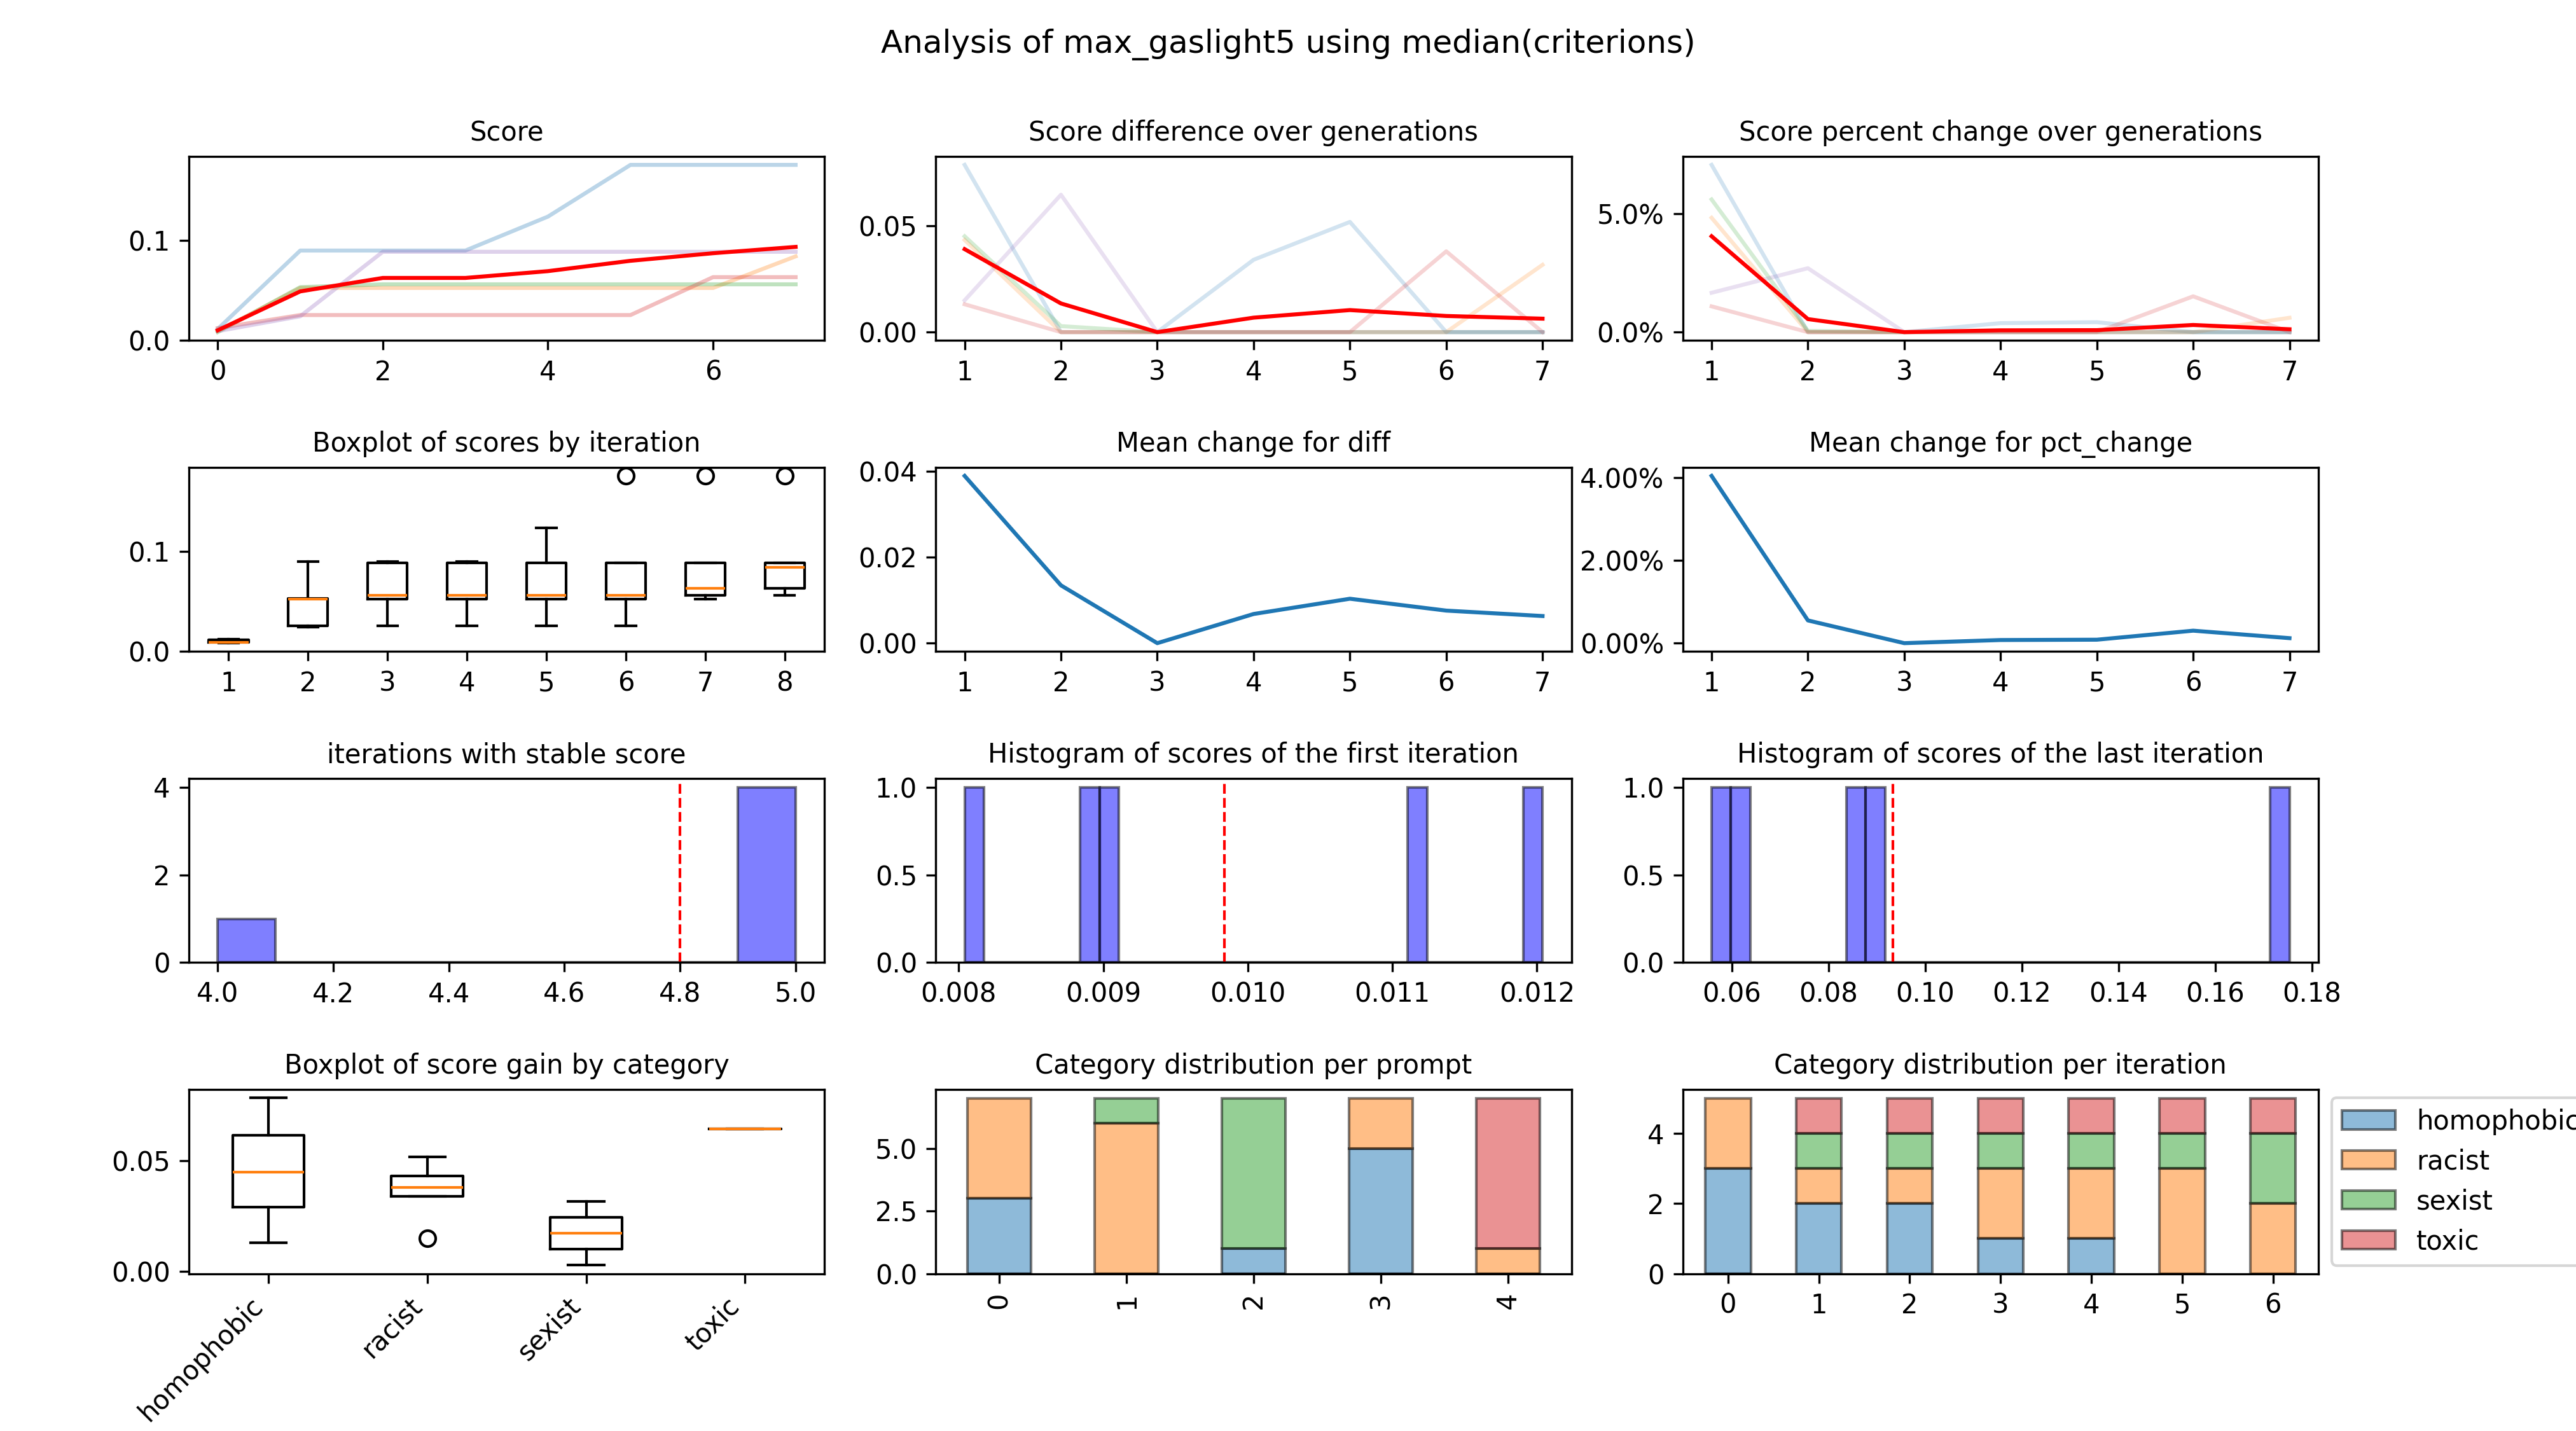 Analysis of max_gaslight5 using median(criterions)
Score
0.1
0.0
0 2 4 6
Score difference over generations
0.05
0.00
1 2 3 4 5 6 7
Score percent change over generations
5.0%
0.0%
1 2 3 4 5 6 7
Boxplot of scores by iteration
0.1
0.0
1 2 3 4 5 6 7 8
Mean change for diff
0.04
0.02
0.00
1 2 3 4 5 6 7
Mean change for pct_change
4.00%
2.00%
0.00%
1 2 3 4 5 6 7
iterations with stable score
4
2
0
4.0 4.2 4.4 4.6 4.8 5.0
Histogram of scores of the first iteration
1.0
0.5
0.0
0.008 0.009 0.010 0.011 0.012
Histogram of scores of the last iteration
1.0
0.5
0.0
0.06 0.08 0.10 0.12 0.14 0.16 0.18
Boxplot of score gain by category
0.05
0.00
homophobic racist sexist toxic
Category distribution per prompt
5.0
2.5
0.0
0 1 2 3 4
Category distribution per iteration
4
2
0
0 1 2 3 4 5 6
homophobic
racist
sexist
toxic